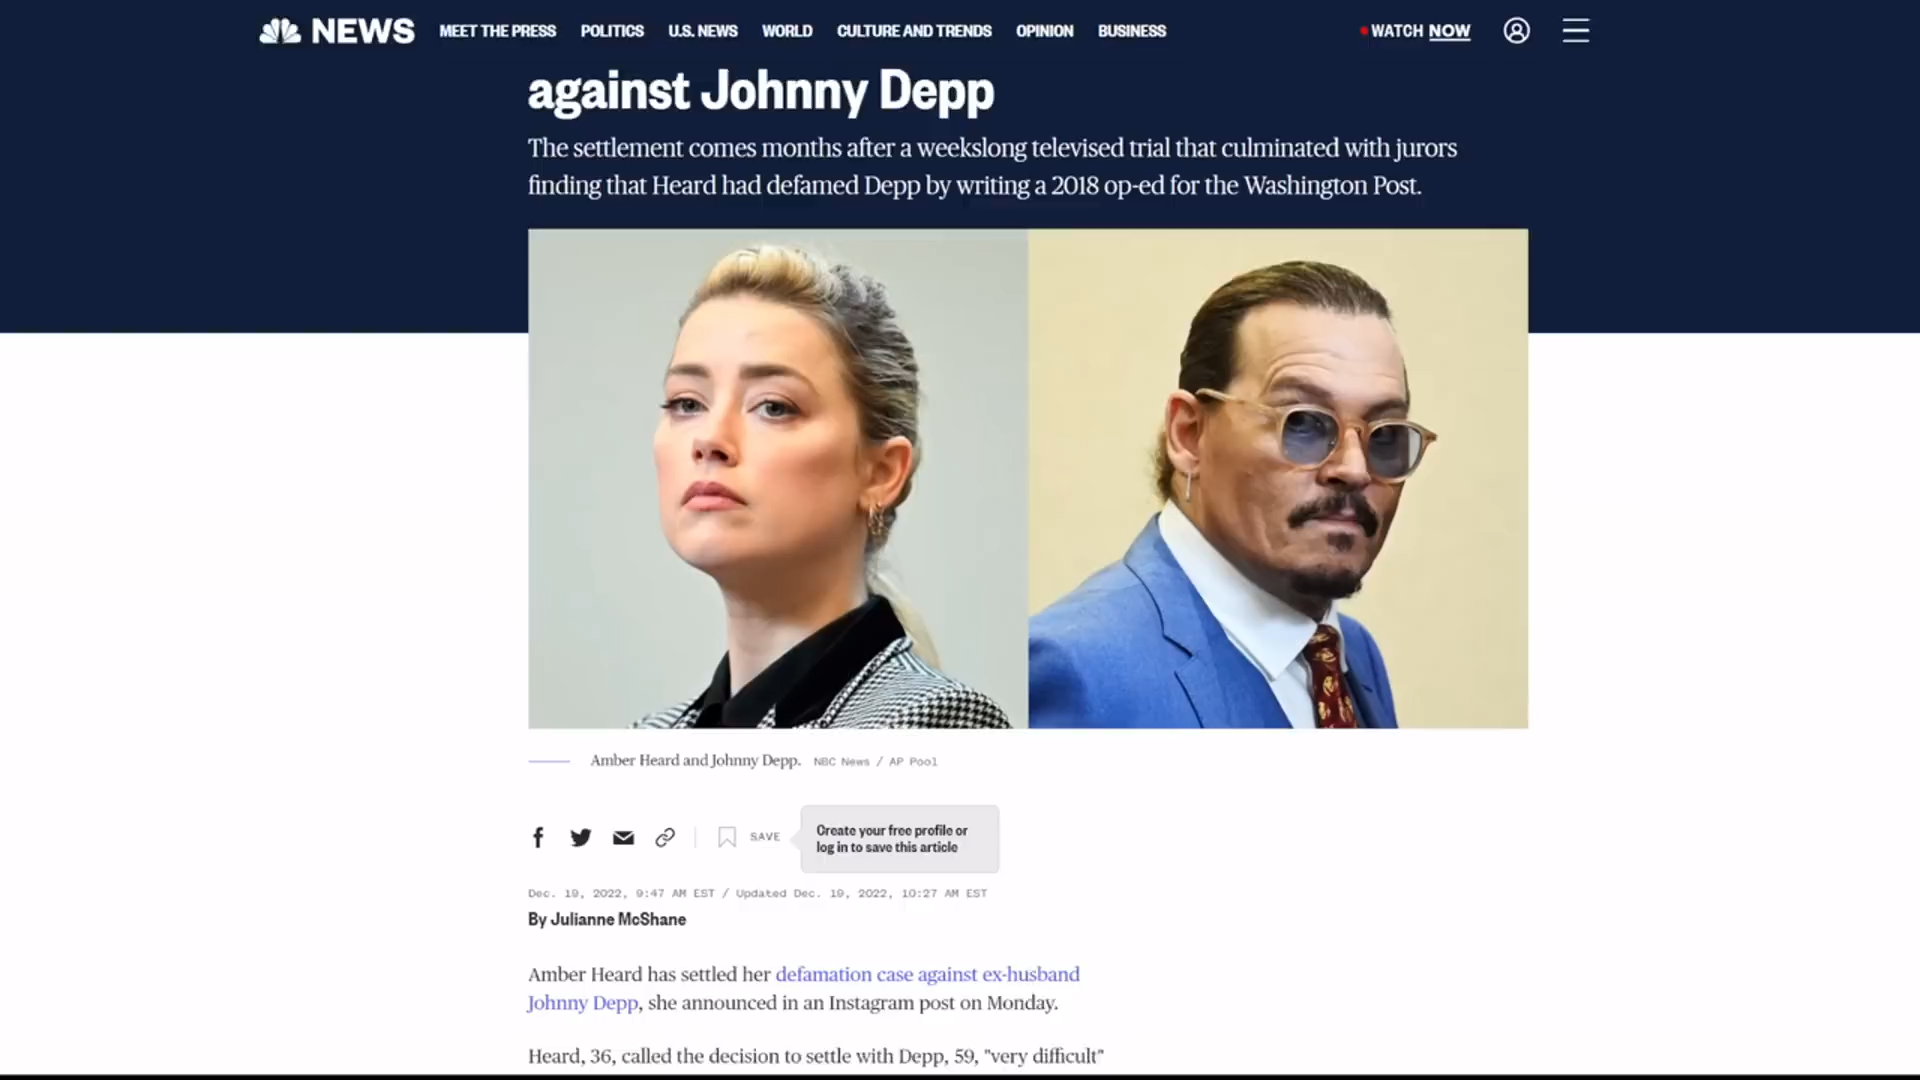 NEWS MEET THE PRESS POLITICS U.S. NEWS WORLD CULTURE AND TRENDS OPINION BUSINESS WATCH NOW
against Johnny Depp
The settlement comes months after a weekslong televised trial that culminated with jurors
finding that Heard had defamed Depp by writing a 2018 op-ed for the Washington Post.
Amber Heard and Johnny Depp. NBC News / AP Pool
SAVE
Create your free profile or
log in to save this article
Dec. 19, 2022, 9:47 AM EST / Updated Dec. 19, 2022, 10:27 AM EST
By Julianne McShane
Amber Heard has settled her defamation case against ex-husband
Johnny Depp, she announced in an Instagram post on Monday.
Heard, 36, called the decision to settle with Depp, 59, "very difficult"